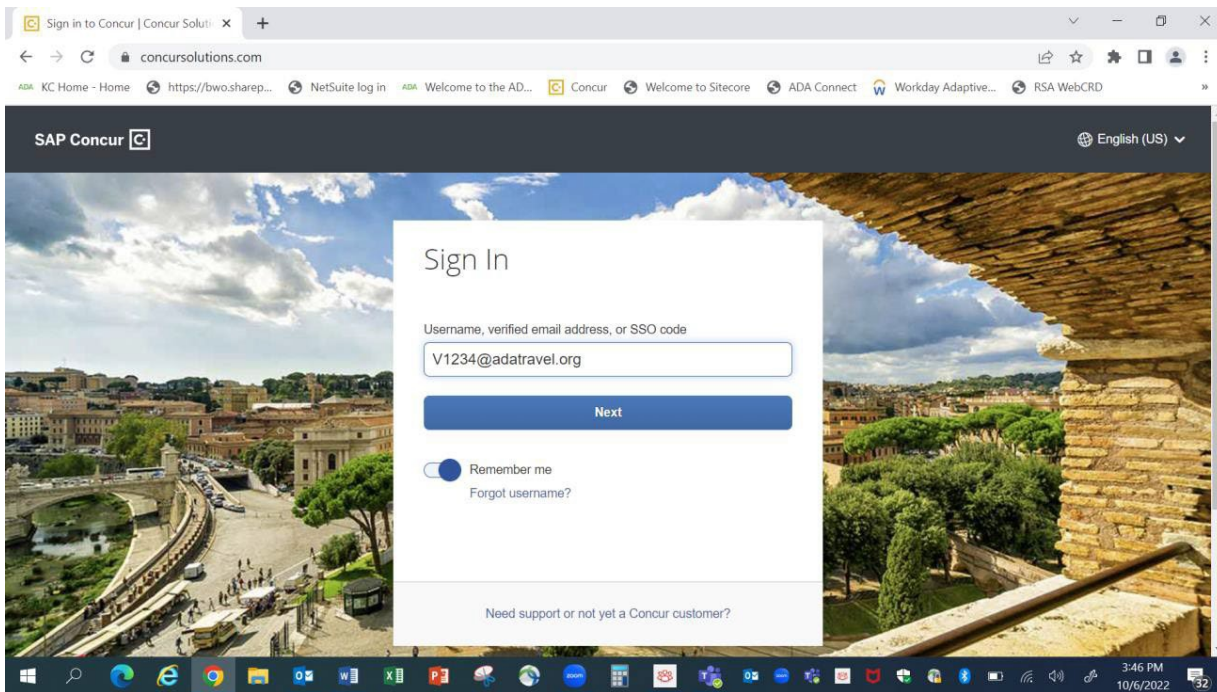 Sign in to Concur | Concur Soluti
concursolutions.com
ADA KC Home - Home https://bwo.sharep... NetSuite log in ADA Welcome to the AD... Concur Welcome to Sitecore ADA Connect Workday Adaptive... RSA WebCRD »
SAP Concur English (US)
Sign In
Username, verified email address, or SSO code
V1234@adatravel.org
Next
Remember me
Forgot username?
Need support or not yet a Concur customer?
zoom
3:46 PM
10/6/2022
32